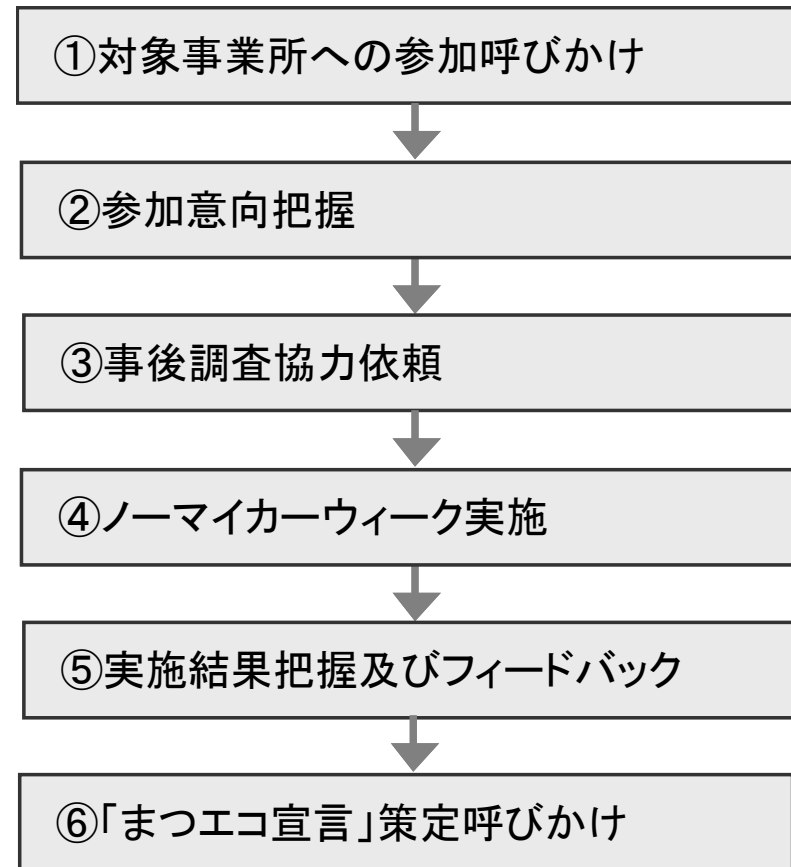 ①対象事業所への参加呼びかけ
②参加意向把握
③事後調査協力依頼
④ノーマイカーウィーク実施
⑤実施結果把握及びフィードバック
⑥「まつエコ宣言」策定呼びかけ